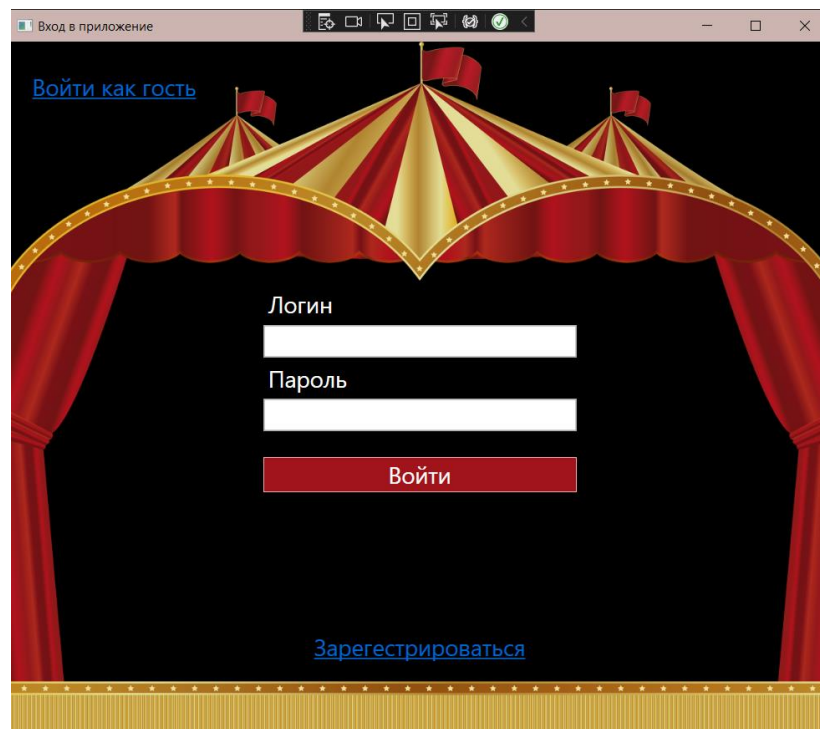 Вход в приложение
Войти как гость
Логин
Пароль
Войти
Зарегестрироваться